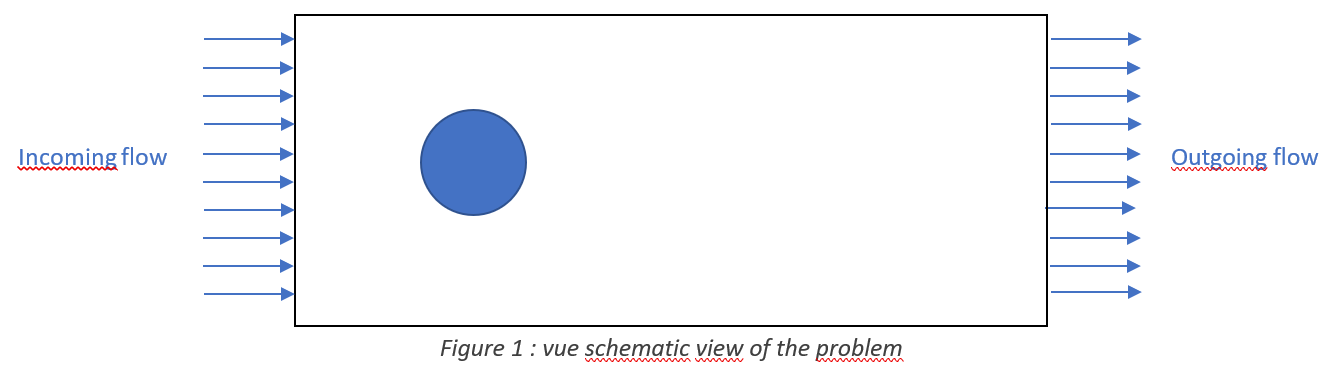 Incoming flow
Outgoing flow
Figure 1 : vue schematic view of the problem